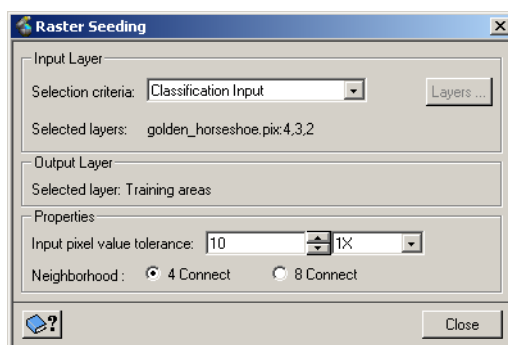 Raster Seeding
Input Layer
Selection criteria: Classification Input
Layers ...
Selected layers: golden_horseshoe.pix:4,3,2
Output Layer
Selected layer: Training areas
Properties
Input pixel value tolerance: 10 1X
Neighborhood : 4 Connect 8 Connect
?
Close